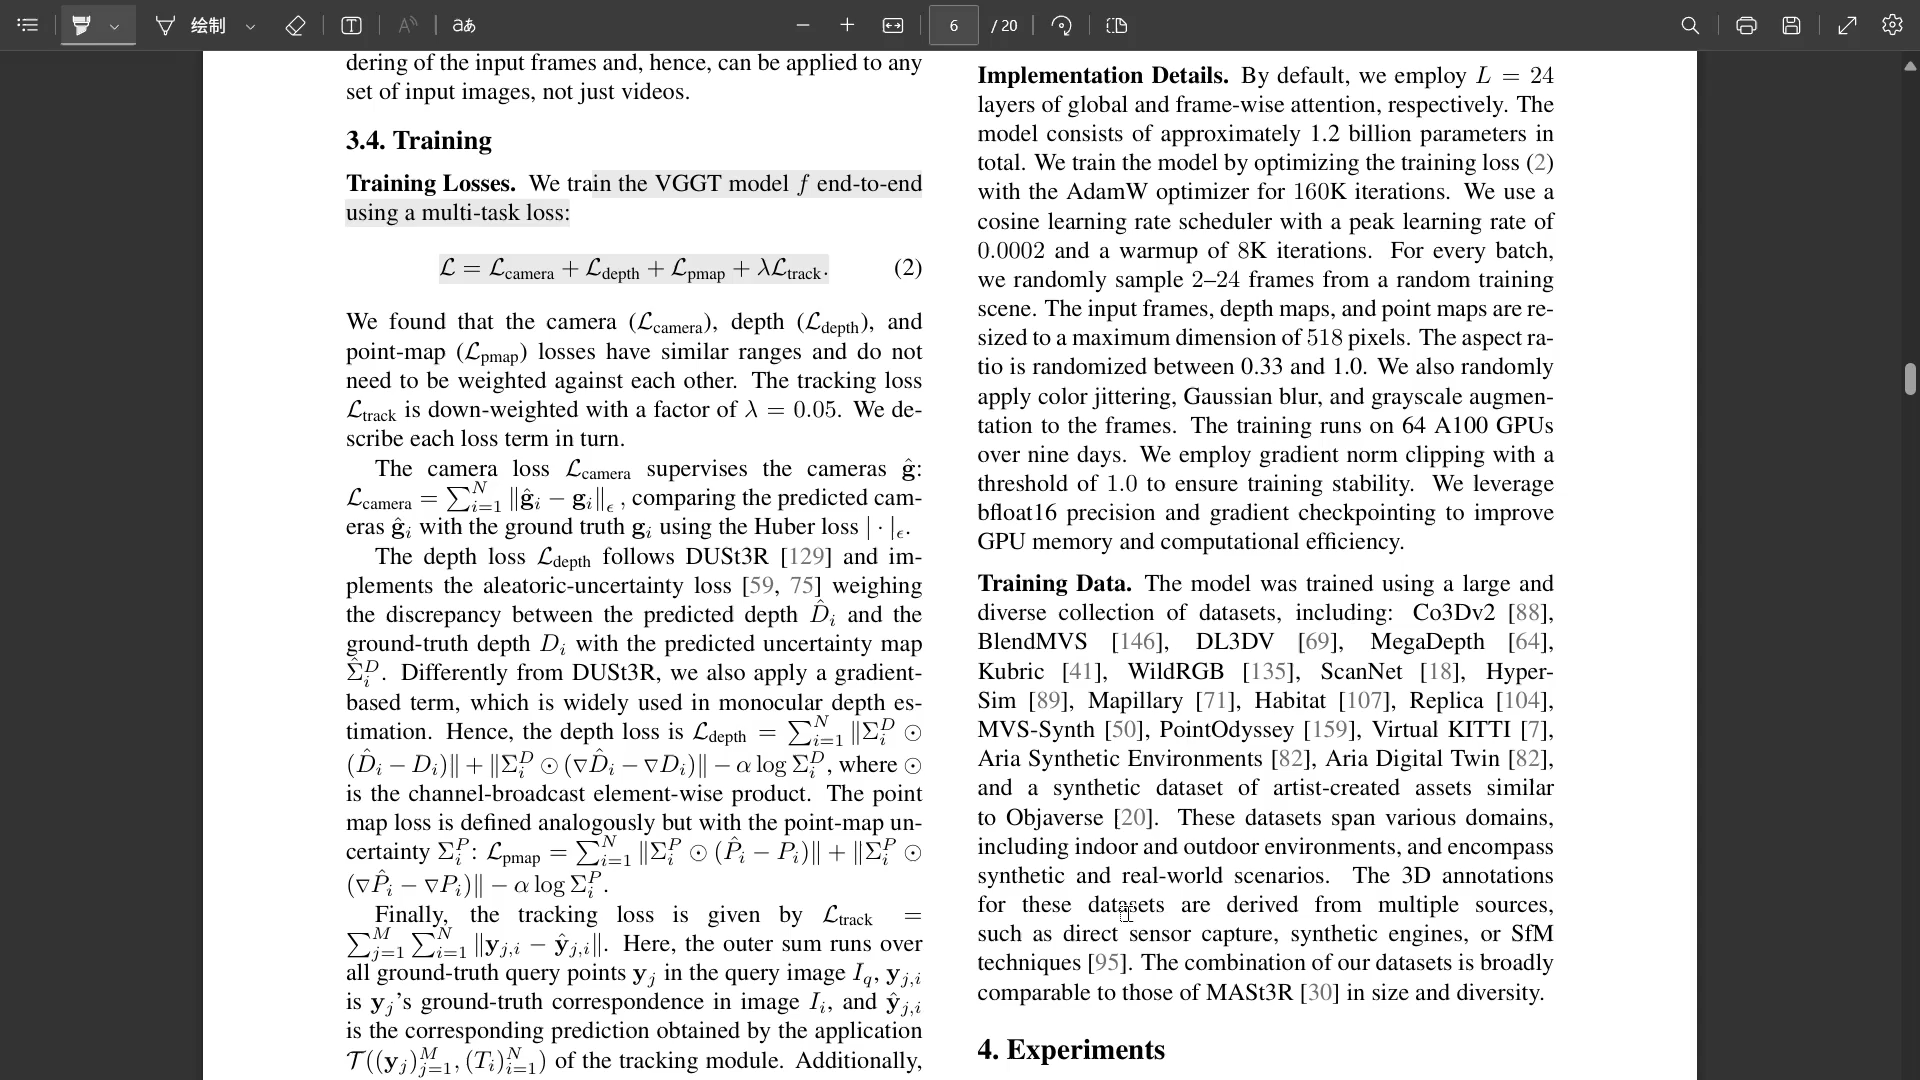 绘制
aあ
6
/ 20
dering of the input frames and, hence, can be applied to any
set of input images, not just videos.
3.4. Training
Training Losses. We train the VGGT model f end-to-end
using a multi-task loss:
ℒ = ℒcamera + ℒdepth + ℒpmap + λℒtrack. (2)
We found that the camera (ℒcamera), depth (ℒdepth), and
point-map (ℒpmap) losses have similar ranges and do not
need to be weighted against each other. The tracking loss
ℒtrack is down-weighted with a factor of λ = 0.05. We de-
scribe each loss term in turn.
The camera loss ℒcamera supervises the cameras ĝ:
ℒcamera = ∑_{i=1}^{N} ‖ĝ_i − g_i‖_ϵ, comparing the predicted cam-
eras ĝ_i with the ground truth g_i using the Huber loss | · |_ϵ.
The depth loss ℒdepth follows DUSt3R [129] and im-
plements the aleatoric-uncertainty loss [59, 75] weighing
the discrepancy between the predicted depth D̂_i and the
ground-truth depth D_i with the predicted uncertainty map
Σ̂_i^D. Differently from DUSt3R, we also apply a gradient-
based term, which is widely used in monocular depth es-
timation. Hence, the depth loss is ℒdepth = ∑_{i=1}^{N} ‖Σ_i^D ⊙
(D̂_i − D_i)‖ + ‖Σ_i^D ⊙ (∇D̂_i − ∇D_i)‖ − α log Σ_i^D, where ⊙
is the channel-broadcast element-wise product. The point
map loss is defined analogously but with the point-map un-
certainty Σ_i^P: ℒpmap = ∑_{i=1}^{N} ‖Σ_i^P ⊙ (P̂_i − P_i)‖ + ‖Σ_i^P ⊙
(∇P̂_i − ∇P_i)‖ − α log Σ_i^P.
Finally, the tracking loss is given by ℒtrack =
∑_{j=1}^{M} ∑_{i=1}^{N} ‖y_{j,i} − ŷ_{j,i}‖. Here, the outer sum runs over
all ground-truth query points y_j in the query image I_q, y_{j,i}
is y_j’s ground-truth correspondence in image I_i, and ŷ_{j,i}
is the corresponding prediction obtained by the application
𝒯((y_j)_{j=1}^{M}, (T_i)_{i=1}^{N}) of the tracking module. Additionally,
Implementation Details. By default, we employ L = 24
layers of global and frame-wise attention, respectively. The
model consists of approximately 1.2 billion parameters in
total. We train the model by optimizing the training loss (2)
with the AdamW optimizer for 160K iterations. We use a
cosine learning rate scheduler with a peak learning rate of
0.0002 and a warmup of 8K iterations. For every batch,
we randomly sample 2–24 frames from a random training
scene. The input frames, depth maps, and point maps are re-
sized to a maximum dimension of 518 pixels. The aspect ra-
tio is randomized between 0.33 and 1.0. We also randomly
apply color jittering, Gaussian blur, and grayscale augmen-
tation to the frames. The training runs on 64 A100 GPUs
over nine days. We employ gradient norm clipping with a
threshold of 1.0 to ensure training stability. We leverage
bfloat16 precision and gradient checkpointing to improve
GPU memory and computational efficiency.
Training Data. The model was trained using a large and
diverse collection of datasets, including: Co3Dv2 [88],
BlendMVS [146], DL3DV [69], MegaDepth [64],
Kubric [41], WildRGB [135], ScanNet [18], Hyper-
Sim [89], Mapillary [71], Habitat [107], Replica [104],
MVS-Synth [50], PointOdyssey [159], Virtual KITTI [7],
Aria Synthetic Environments [82], Aria Digital Twin [82],
and a synthetic dataset of artist-created assets similar
to Objaverse [20]. These datasets span various domains,
including indoor and outdoor environments, and encompass
synthetic and real-world scenarios. The 3D annotations
for these datasets are derived from multiple sources,
such as direct sensor capture, synthetic engines, or SfM
techniques [95]. The combination of our datasets is broadly
comparable to those of MASt3R [30] in size and diversity.
4. Experiments